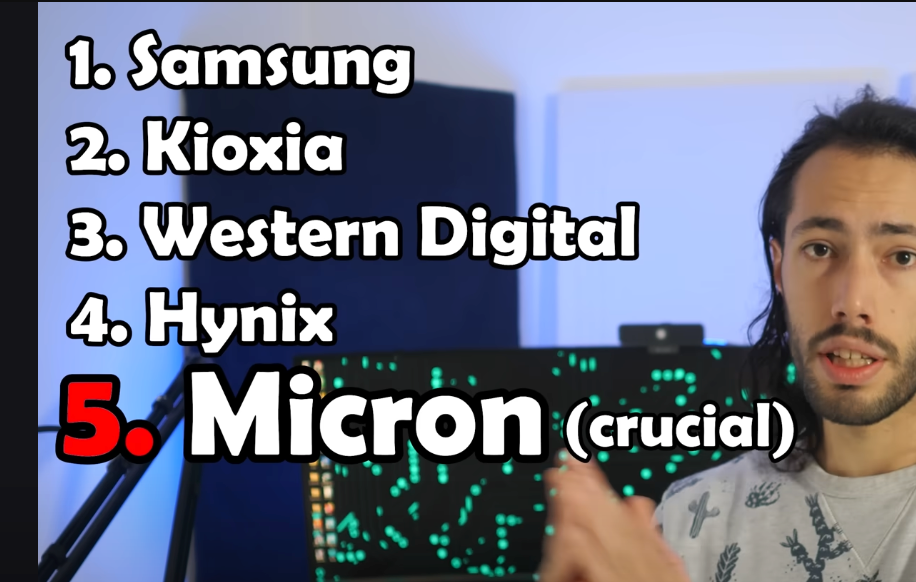 1. Samsung
2. Kioxia
3. Western Digital
4. Hynix
5. Micron (crucial)